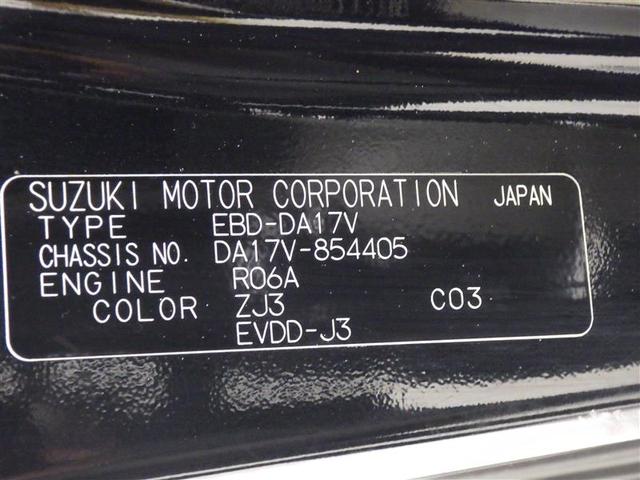 SUZUKI MOTOR CORPORATION JAPAN
TYPE EBD-DA17V
CHASSIS NO. DA17V-854405
ENGINE R06A
COLOR ZJ3 C03
EVDD-J3